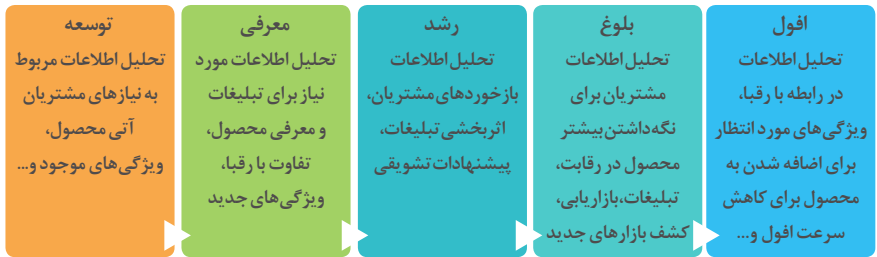 توسعه
تحلیل اطلاعات مربوط
به نیازهای مشتریان
آتی محصول،
ویژگی‌های موجود و...
معرفی
تحلیل اطلاعات مورد
نیاز برای تبلیغات
و معرفی محصول،
تفاوت با رقبا،
ویژگی‌های جدید
رشد
تحلیل اطلاعات
بازخوردهای مشتریان،
اثربخشی تبلیغات،
پیشنهادات تشویقی
بلوغ
تحلیل اطلاعات
مشتریان برای
نگه‌داشتن بیشتر
محصول در رقابت،
تبلیغات،بازاریابی،
کشف بازارهای جدید
افول
تحلیل اطلاعات
در رابطه با رقبا،
ویژگی‌های مورد انتظار
برای اضافه شدن به
محصول برای کاهش
سرعت افول و...